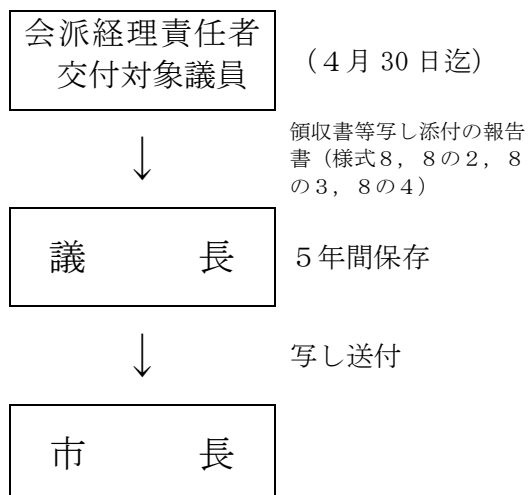 会派経理責任者
交付対象議員
（４月 30 日迄）
↓
領収書等写し添付の報告
書（様式８，８の２，８
の３，８の４）
議　　　長
５年間保存
↓
写し送付
市　　　長